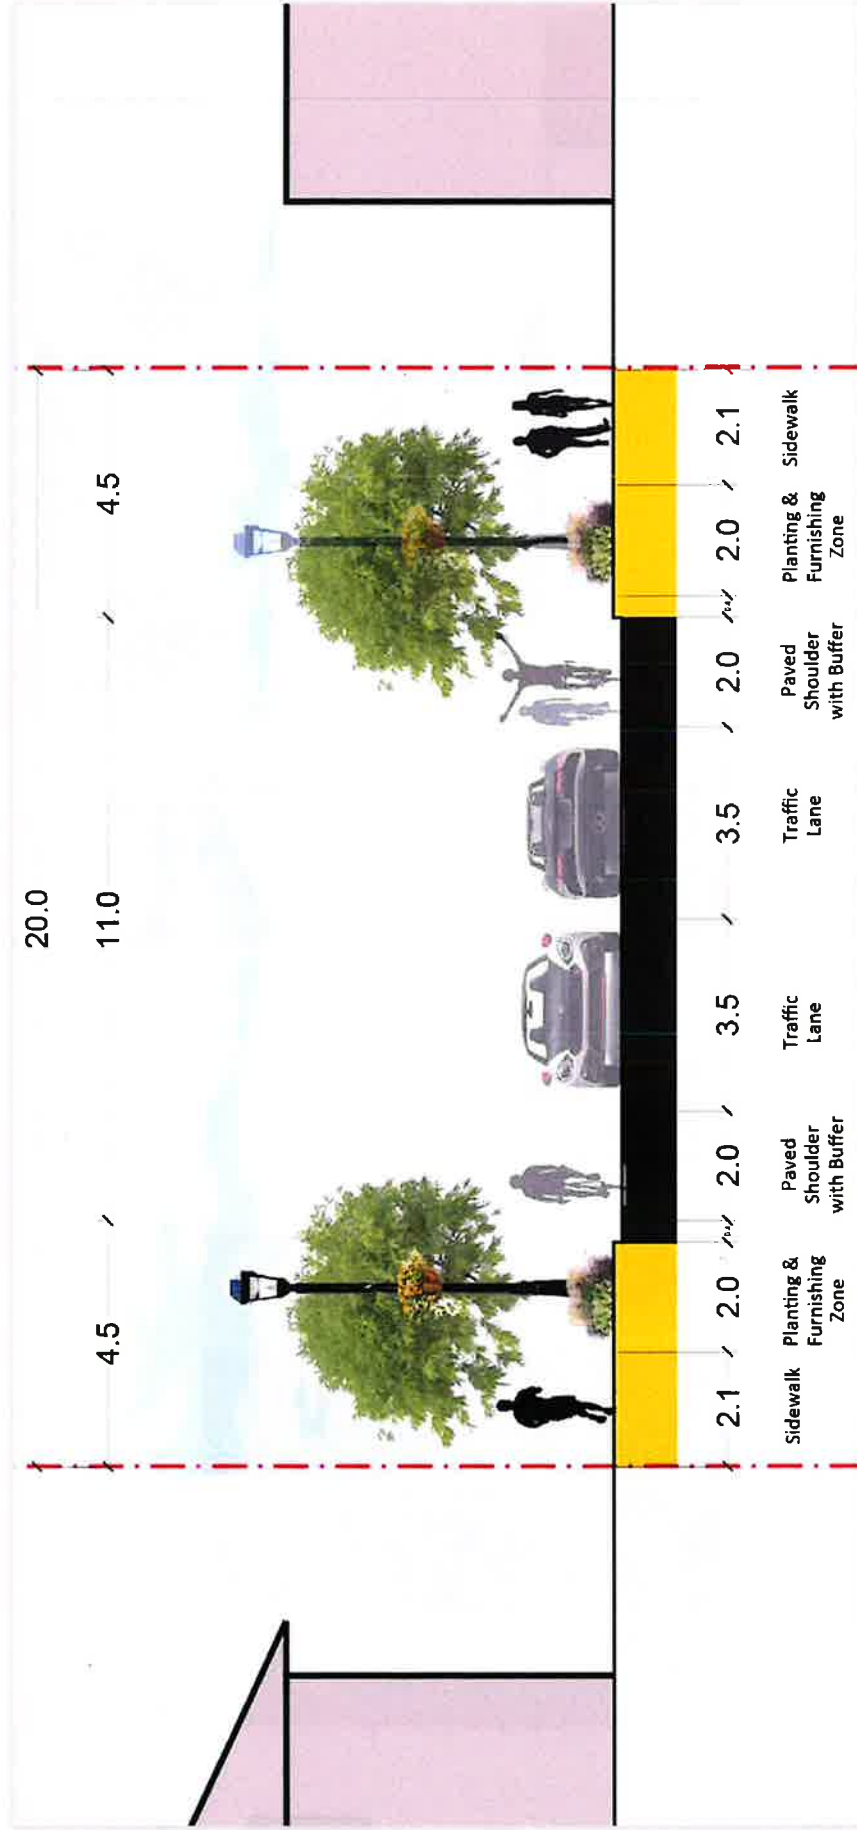 20.0
4.5 11.0 4.5
2.1 2.0 2.0 3.5 3.5 2.0 2.0 2.1
Sidewalk
Planting &
Furnishing
Zone
Paved
Shoulder
with Buffer
Traffic
Lane
Traffic
Lane
Paved
Shoulder
with Buffer
Planting &
Furnishing
Zone
Sidewalk